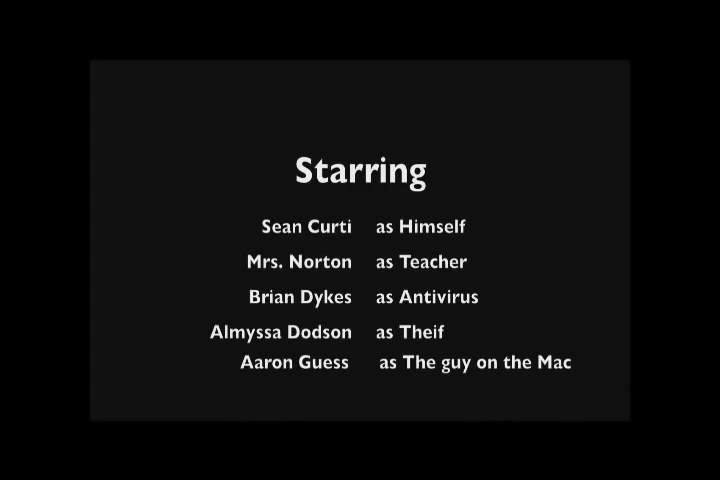 Starring
Sean Curti as Himself
Mrs. Norton as Teacher
Brian Dykes as Antivirus
Almyssa Dodson as Theif
Aaron Guess as The guy on the Mac